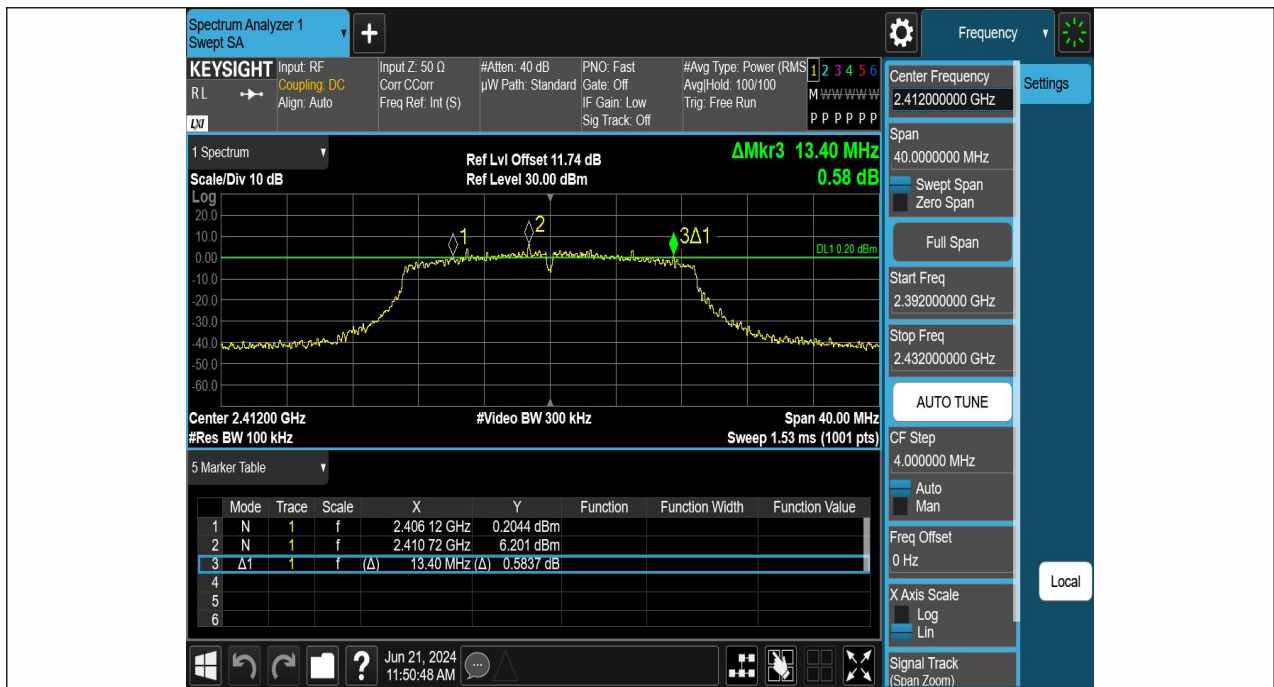 Spectrum Analyzer 1
Swept SA
+
Frequency
KEYSIGHT
RL
LXI
Input: RF
Coupling: DC
Align: Auto
Input Z: 50 Ω
Corr CCorr
Freq Ref: Int (S)
#Atten: 40 dB
µW Path: Standard
PNO: Fast
Gate: Off
IF Gain: Low
Sig Track: Off
#Avg Type: Power (RMS
Avg|Hold: 100/100
Trig: Free Run
1 2 3 4 5 6
M W W W W W
P P P P P P
1 Spectrum
Scale/Div 10 dB
Ref Lvl Offset 11.74 dB
Ref Level 30.00 dBm
ΔMkr3 13.40 MHz
0.58 dB
Log
20.0
10.0
0.00
-10.0
-20.0
-30.0
-40.0
-50.0
-60.0
1
2
3Δ1
DL1 0.20 dBm
Center 2.41200 GHz
#Video BW 300 kHz
Span 40.00 MHz
#Res BW 100 kHz
Sweep 1.53 ms (1001 pts)
5 Marker Table
Mode Trace Scale X Y Function Function Width Function Value
1 N 1 f 2.406 12 GHz 0.2044 dBm
2 N 1 f 2.410 72 GHz 6.201 dBm
3 Δ1 1 f (Δ) 13.40 MHz (Δ) 0.5837 dB
4
5
6
?
Jun 21, 2024
11:50:48 AM
Center Frequency
2.412000000 GHz
Span
40.0000000 MHz
Swept Span
Zero Span
Full Span
Start Freq
2.392000000 GHz
Stop Freq
2.432000000 GHz
AUTO TUNE
CF Step
4.000000 MHz
Auto
Man
Freq Offset
0 Hz
X Axis Scale
Log
Lin
Signal Track
(Span Zoom)
Settings
Local